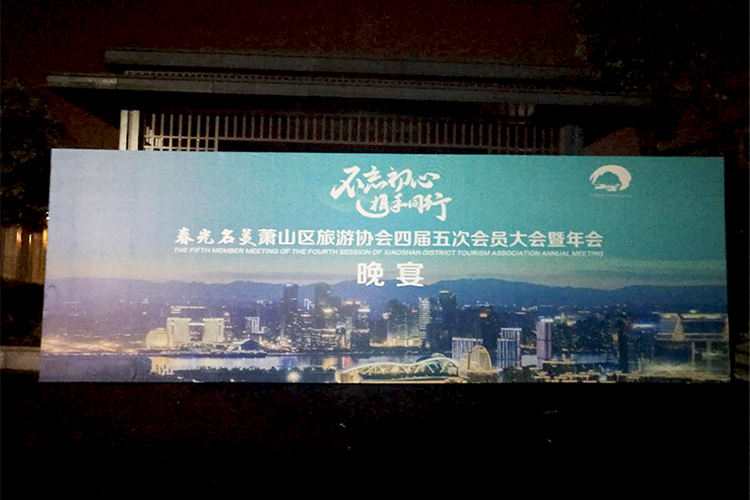 不忘初心
携手同行
春光名美萧山区旅游协会四届五次会员大会暨年会
THE FIFTH MEMBER MEETING OF THE FOURTH SESSION OF XIAOSHAN DISTRICT TOURISM ASSOCIATION ANNUAL MEETING
晚宴